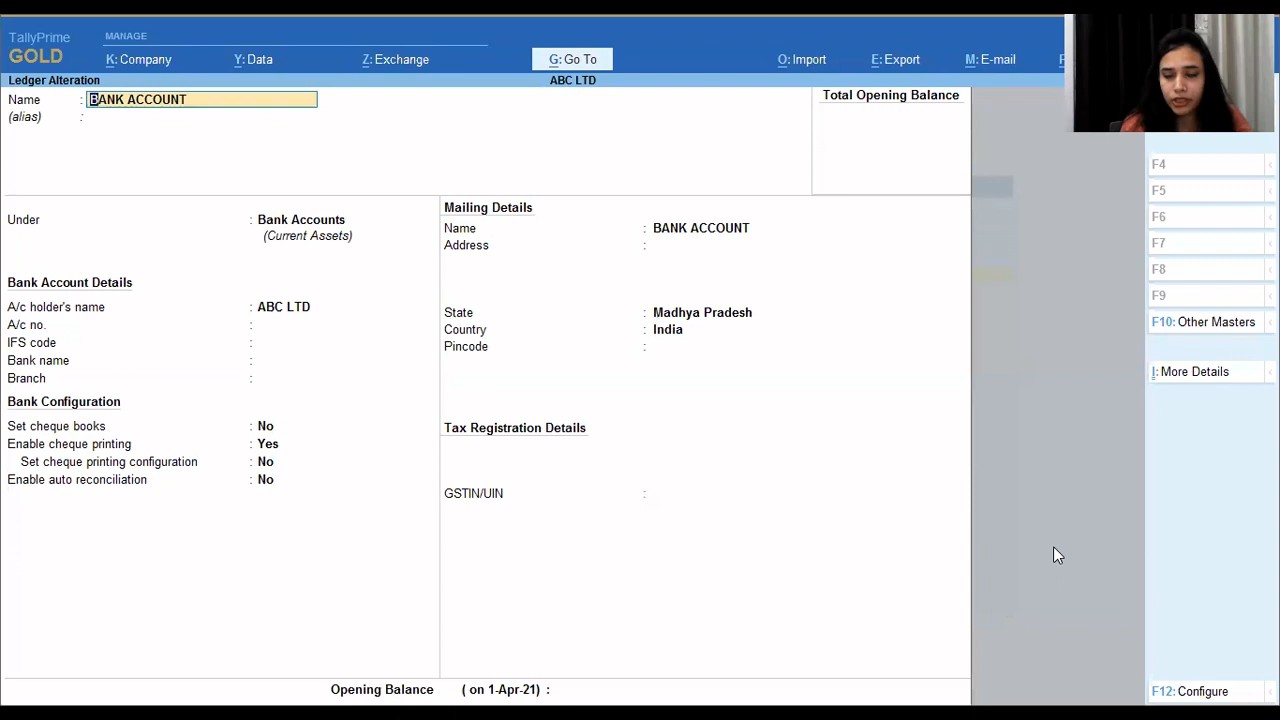 TallyPrime
GOLD
MANAGE
K: Company
Y: Data
Z: Exchange
G: Go To
O: Import
E: Export
M: E-mail
Ledger Alteration
ABC LTD
Name : BANK ACCOUNT
(alias) :
Total Opening Balance
Under : Bank Accounts
(Current Assets)
Bank Account Details
A/c holder's name : ABC LTD
A/c no. :
IFS code :
Bank name :
Branch :
Bank Configuration
Set cheque books : No
Enable cheque printing : Yes
Set cheque printing configuration : No
Enable auto reconciliation : No
Mailing Details
Name : BANK ACCOUNT
Address :
State : Madhya Pradesh
Country : India
Pincode :
Tax Registration Details
GSTIN/UIN :
Opening Balance ( on 1-Apr-21) :
F4
F5
F6
F7
F8
F9
F10: Other Masters
I: More Details
F12: Configure